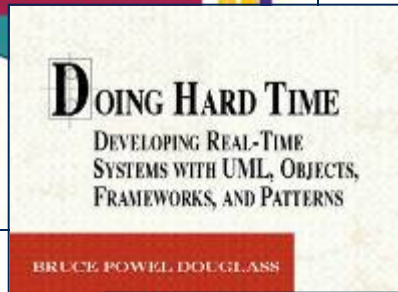 DOING HARD TIME
DEVELOPING REAL-TIME
SYSTEMS WITH UML, OBJECTS,
FRAMEWORKS, AND PATTERNS
BRUCE POWEL DOUGLASS